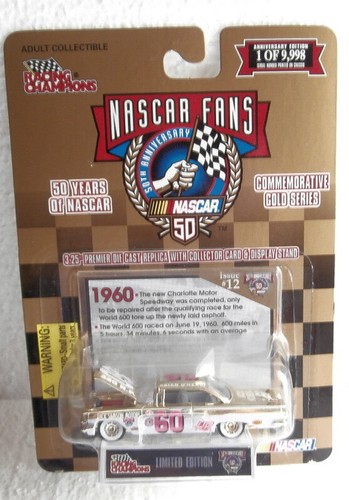 ADULT COLLECTIBLE
RACING CHAMPIONS
ANNIVERSARY EDITION
1 OF 9,998
NASCAR FANS
50TH ANNIVERSARY
NASCAR
50
TM
50 YEARS
OF NASCAR
COMMEMORATIVE
GOLD SERIES
3.25" PREMIER DIE CAST REPLICA WITH COLLECTOR CARD & DISPLAY STAND
ISSUE
#12
1960 • The new Charlotte Motor
Speedway was completed, only
to be repaired after the qualifying race for the
World 600 tore up the newly laid asphalt.
• The World 600 raced on June 19, 1960. 600 miles in
5 hours, 34 minutes, 6 seconds with an average
WARNING:
60
NASCAR
RACING CHAMPIONS
LIMITED EDITION